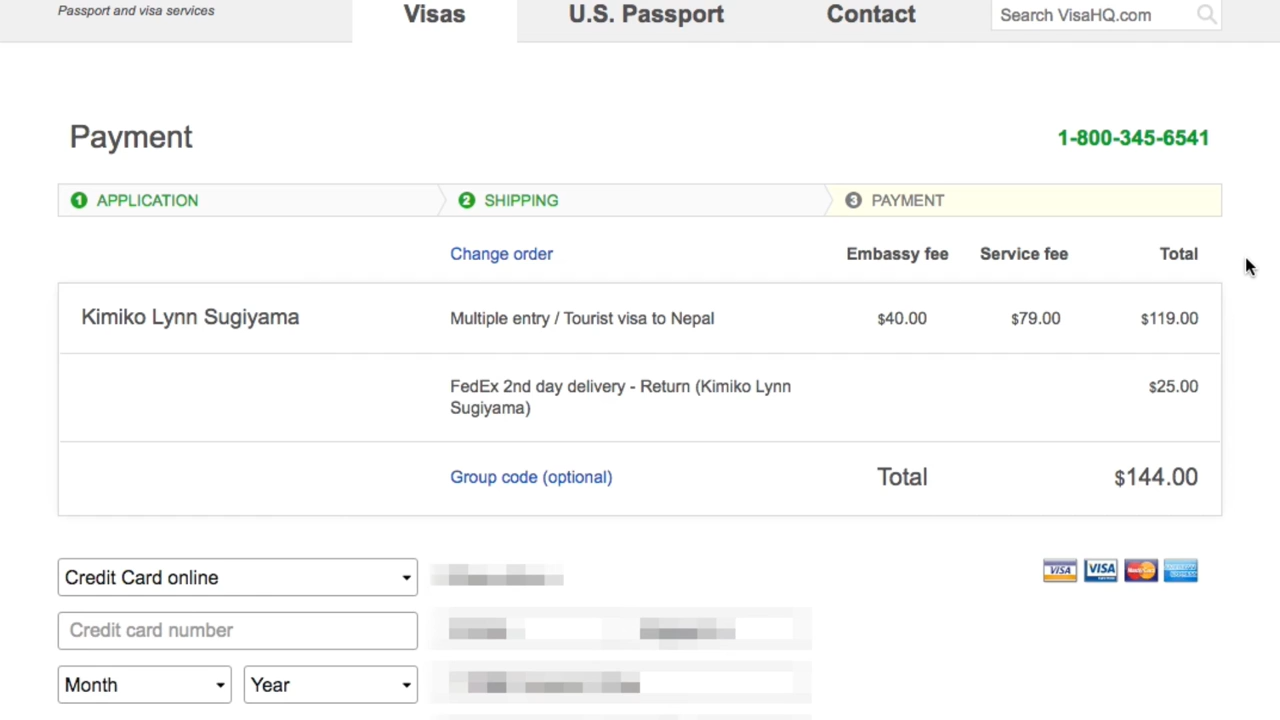 Passport and visa services
Visas
U.S. Passport
Contact
Search VisaHQ.com
Payment
1-800-345-6541
1 APPLICATION
2 SHIPPING
3 PAYMENT
Change order
Embassy fee
Service fee
Total
Kimiko Lynn Sugiyama
Multiple entry / Tourist visa to Nepal
$40.00
$79.00
$119.00
FedEx 2nd day delivery - Return (Kimiko Lynn
Sugiyama)
$25.00
Group code (optional)
Total
$144.00
Credit Card online
VISA
VISA
MasterCard
Credit card number
Month
Year